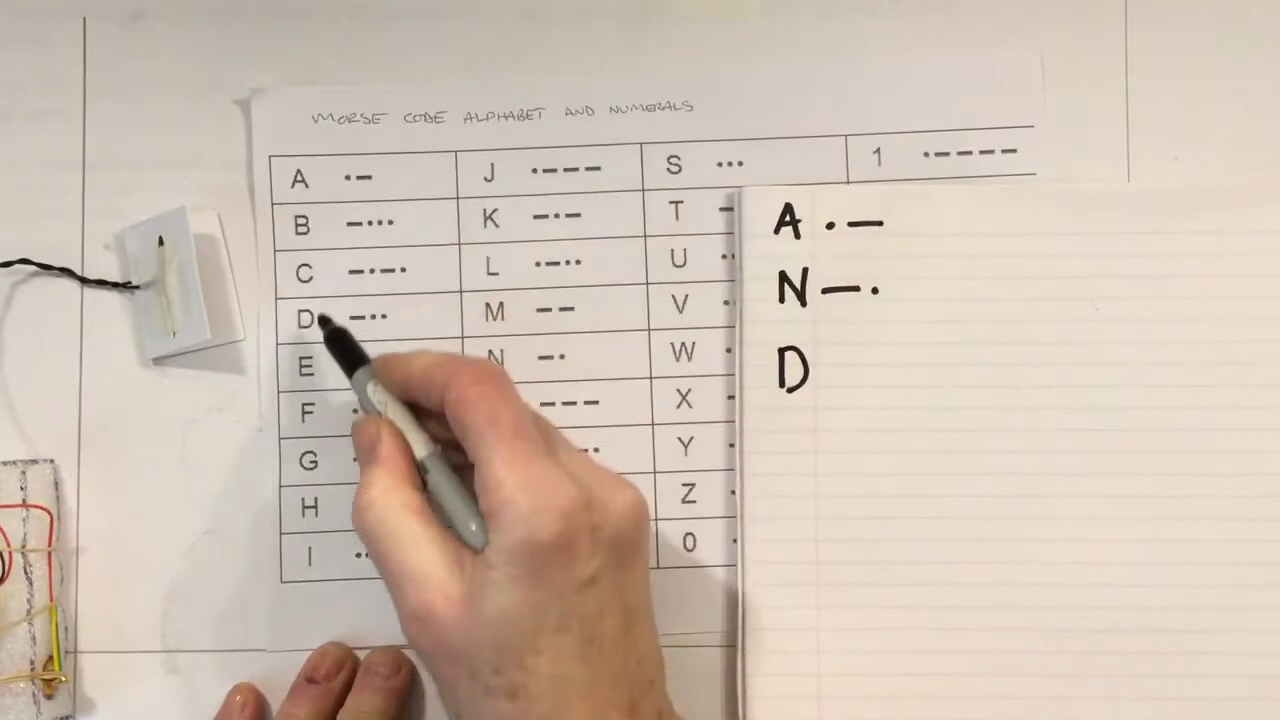 MORSE CODE ALPHABET AND NUMERALS
A •–
J •–––
S •••
1 •––––
B –•••
K –•–
T
C –•–•
L •–••
U
D –••
M ––
V
E
N –•
W
F
–––
X
G
Y
H
Z
I
0
A •–
N –•
D